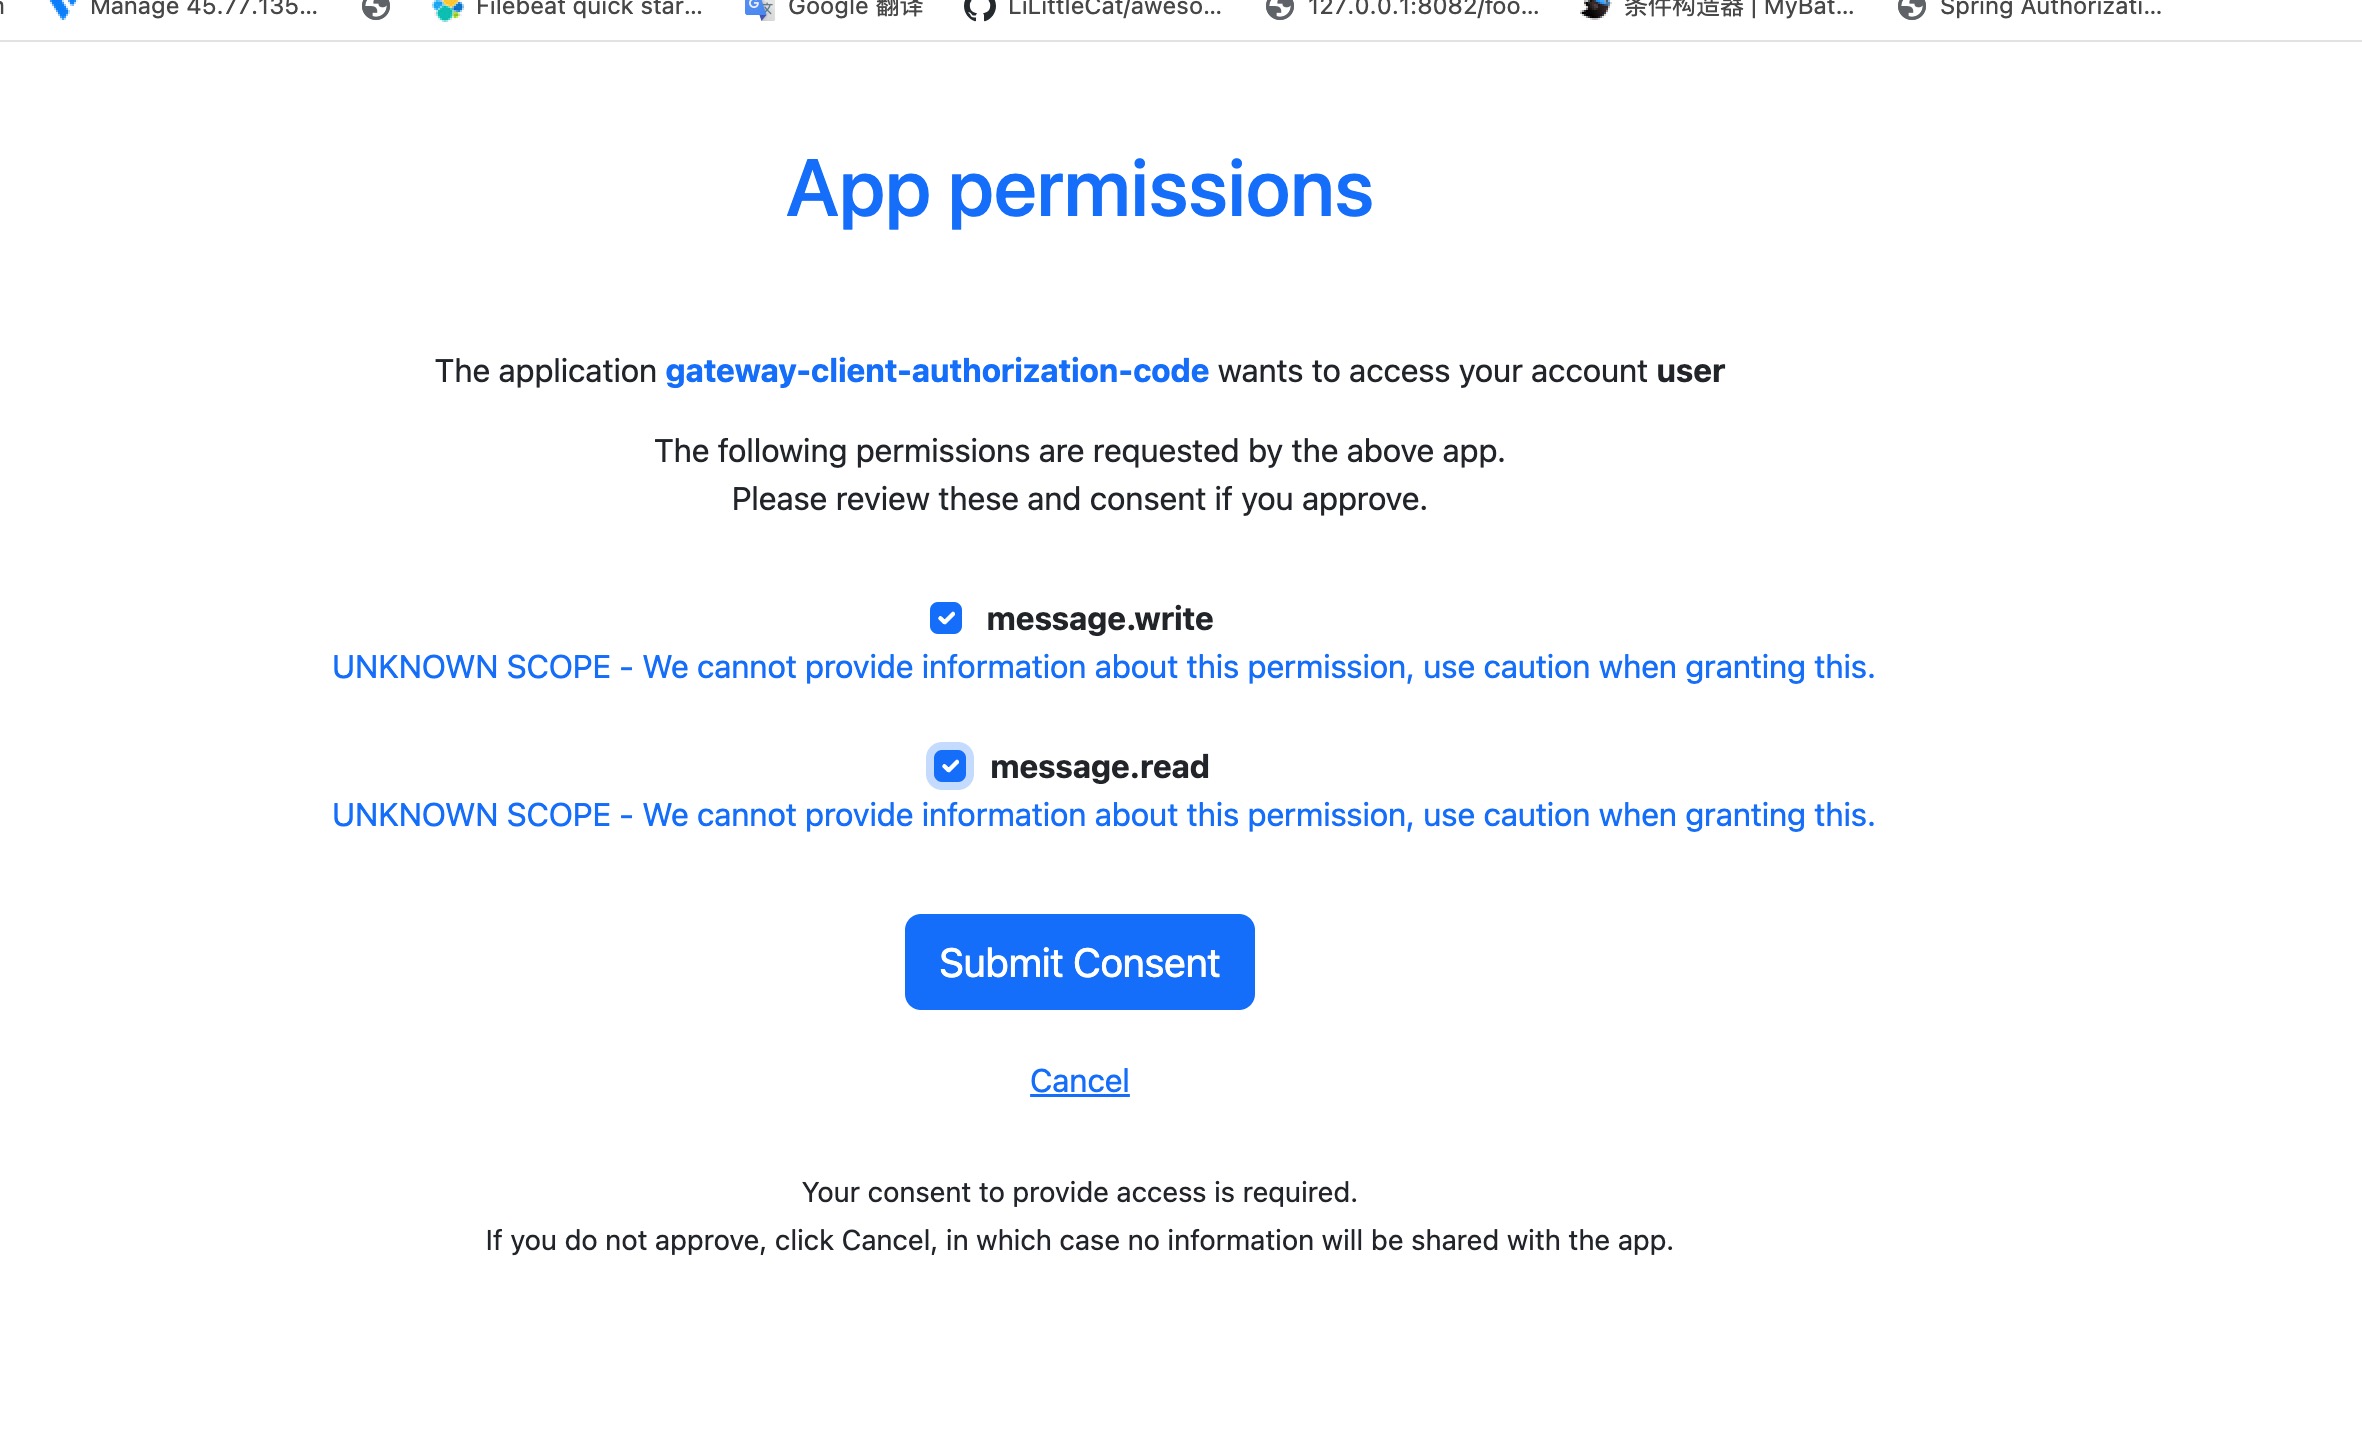 Manage 45.77.135... Filebeat quick star... Google 翻译 LiLittleCat/aweso... 127.0.0.1:8082/foo... 条件构造器 | MyBat... Spring Authorizati...
App permissions
The application gateway-client-authorization-code wants to access your account user
The following permissions are requested by the above app.
Please review these and consent if you approve.
message.write
UNKNOWN SCOPE - We cannot provide information about this permission, use caution when granting this.
message.read
UNKNOWN SCOPE - We cannot provide information about this permission, use caution when granting this.
Submit Consent
Cancel
Your consent to provide access is required.
If you do not approve, click Cancel, in which case no information will be shared with the app.